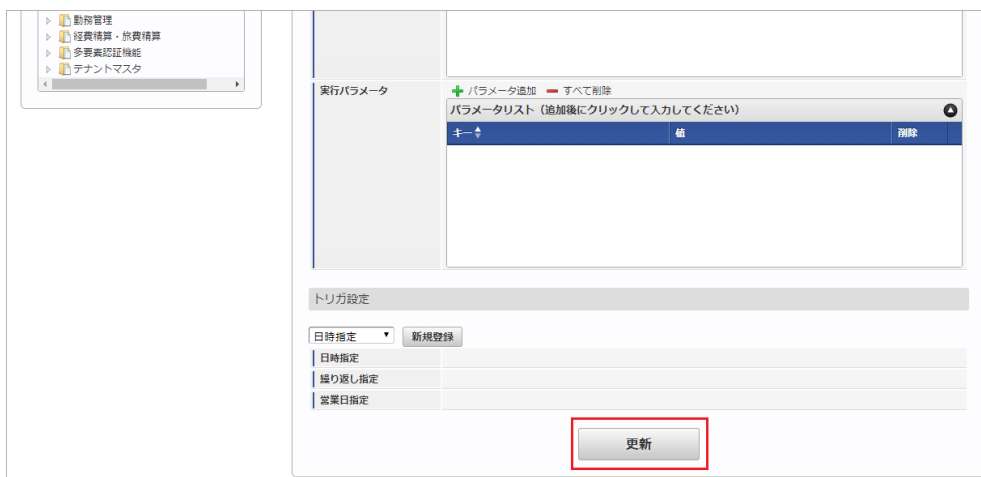 勤務管理
経費精算・旅費精算
多要素認証機能
テナントマスタ
実行パラメータ
パラメータ追加 すべて削除
パラメータリスト（追加後にクリックして入力してください）
キー 値 削除
トリガ設定
日時指定 新規登録
日時指定
繰り返し指定
営業日指定
更新